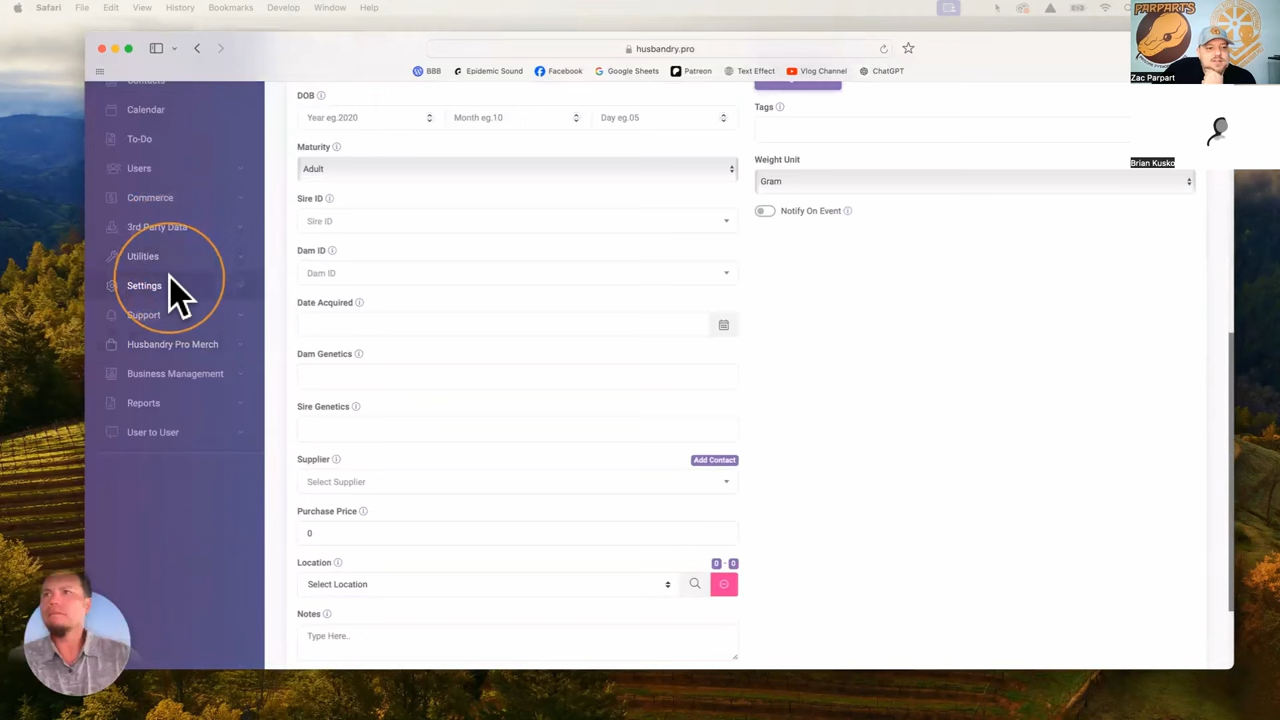 Safari File Edit View History Bookmarks Develop Window Help
PARPART'S
Zac Parpart
husbandry.pro
BBB Epidemic Sound Facebook Google Sheets Patreon Text Effect Vlog Channel ChatGPT
Brian Kusko
Contacts
Calendar
To-Do
Users
Commerce
3rd Party Data
Utilities
Settings
Support
Husbandry Pro Merch
Business Management
Reports
User to User
DOB
Year eg.2020 Month eg.10 Day eg.05
Maturity
Adult
Sire ID
Sire ID
Dam ID
Dam ID
Date Acquired
Dam Genetics
Sire Genetics
Supplier Add Contact
Select Supplier
Purchase Price
0
Location 0 - 0
Select Location
Notes
Type Here..
Tags
Weight Unit
Gram
Notify On Event